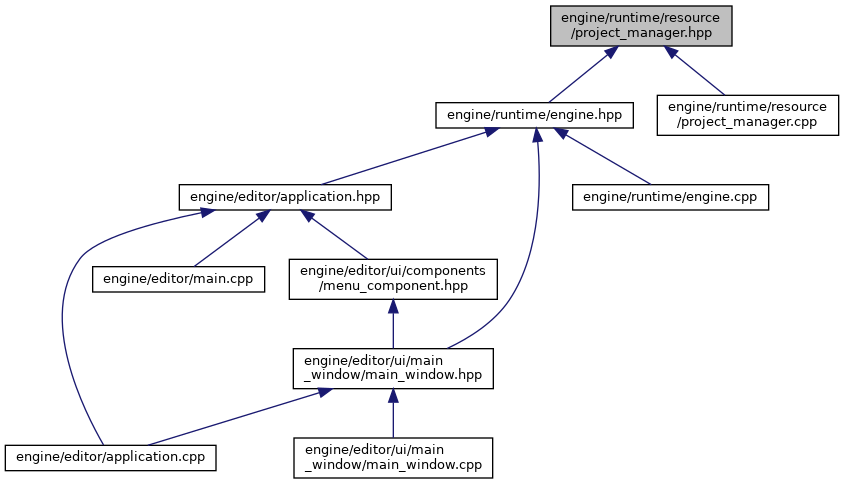 engine/runtime/resource
/project_manager.hpp
engine/runtime/engine.hpp
engine/runtime/resource
/project_manager.cpp
engine/editor/application.hpp
engine/runtime/engine.cpp
engine/editor/main.cpp
engine/editor/ui/components
/menu_component.hpp
engine/editor/ui/main
_window/main_window.hpp
engine/editor/application.cpp
engine/editor/ui/main
_window/main_window.cpp